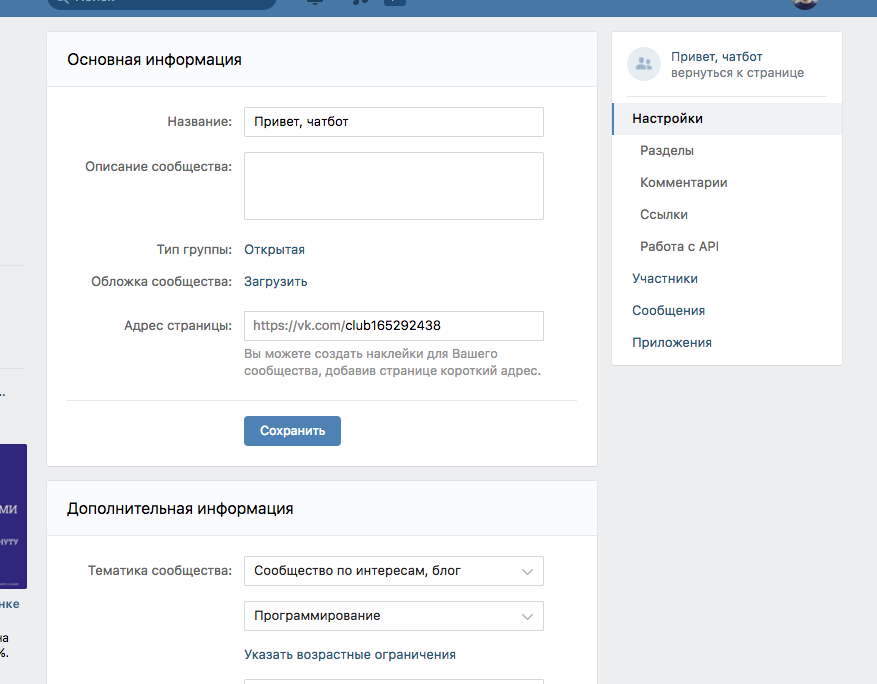 Основная информация
Название: Привет, чатбот
Описание сообщества:
Тип группы: Открытая
Обложка сообщества: Загрузить
Адрес страницы: https://vk.com/club165292438
Вы можете создать наклейки для Вашего
сообщества, добавив странице короткий адрес.
Сохранить
Дополнительная информация
Тематика сообщества: Сообщество по интересам, блог
Программирование
Указать возрастные ограничения
Привет, чатбот
вернуться к странице
Настройки
Разделы
Комментарии
Ссылки
Работа с API
Участники
Сообщения
Приложения